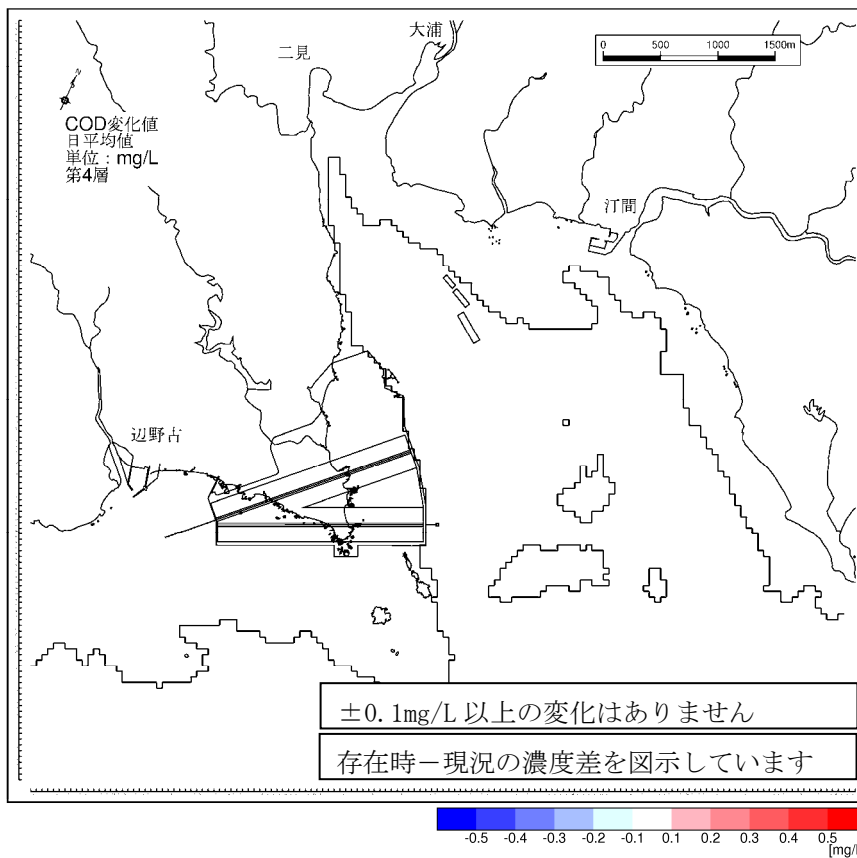 大浦
二見
0 500 1000 1500m
N
COD変化値
日平均値
単位：mg/L
第4層
汀間
辺野古
±0.1mg/L以上の変化はありません
存在時－現況の濃度差を図示しています
-0.5 -0.4 -0.3 -0.2 -0.1 0.1 0.2 0.3 0.4 0.5
[mg/